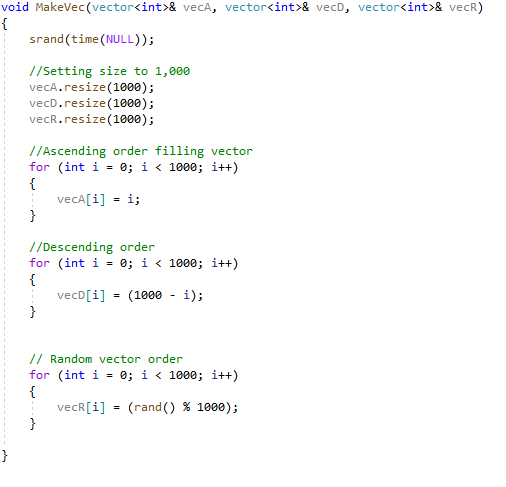 void MakeVec(vector<int>& vecA, vector<int>& vecD, vector<int>& vecR)
{
    srand(time(NULL));

    //Setting size to 1,000
    vecA.resize(1000);
    vecD.resize(1000);
    vecR.resize(1000);

    //Ascending order filling vector
    for (int i = 0; i < 1000; i++)
    {
        vecA[i] = i;
    }

    //Descending order
    for (int i = 0; i < 1000; i++)
    {
        vecD[i] = (1000 - i);
    }


    // Random vector order
    for (int i = 0; i < 1000; i++)
    {
        vecR[i] = (rand() % 1000);
    }

}